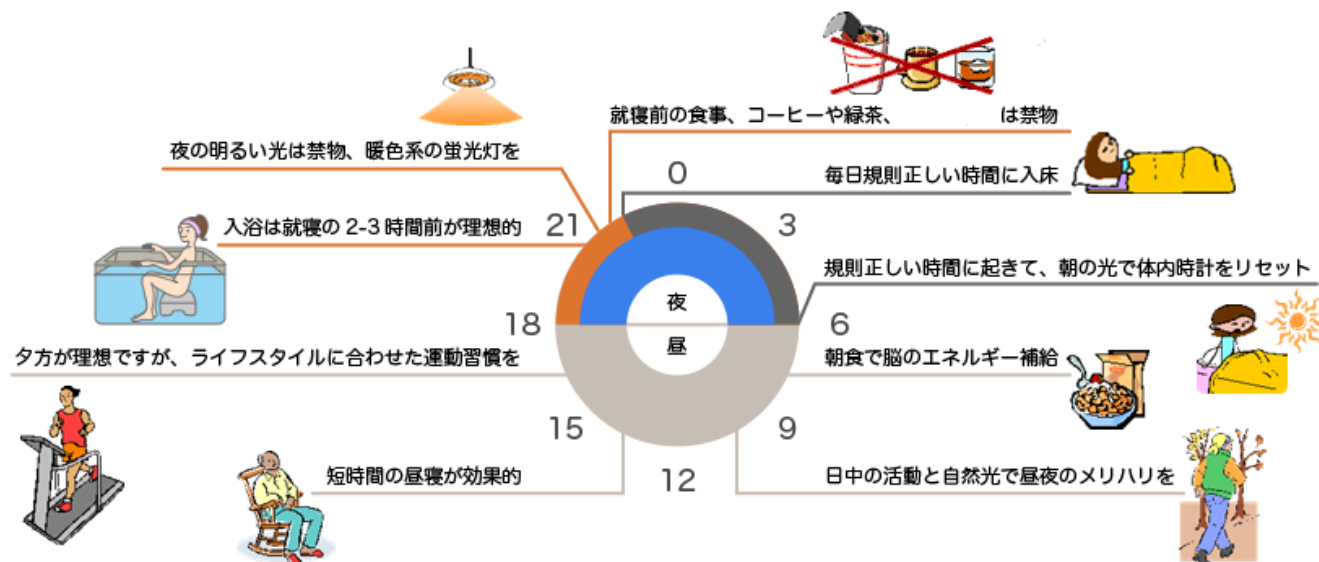 就寝前の食事、コーヒーや緑茶、　　　　は禁物
夜の明るい光は禁物、暖色系の蛍光灯を
毎日規則正しい時間に入床
0
入浴は就寝の 2-3 時間前が理想的
21
3
規則正しい時間に起きて、朝の光で体内時計をリセット
夜
18
6
昼
夕方が理想ですが、ライフスタイルに合わせた運動習慣を
朝食で脳のエネルギー補給
15
9
短時間の昼寝が効果的
12
日中の活動と自然光で昼夜のメリハリを